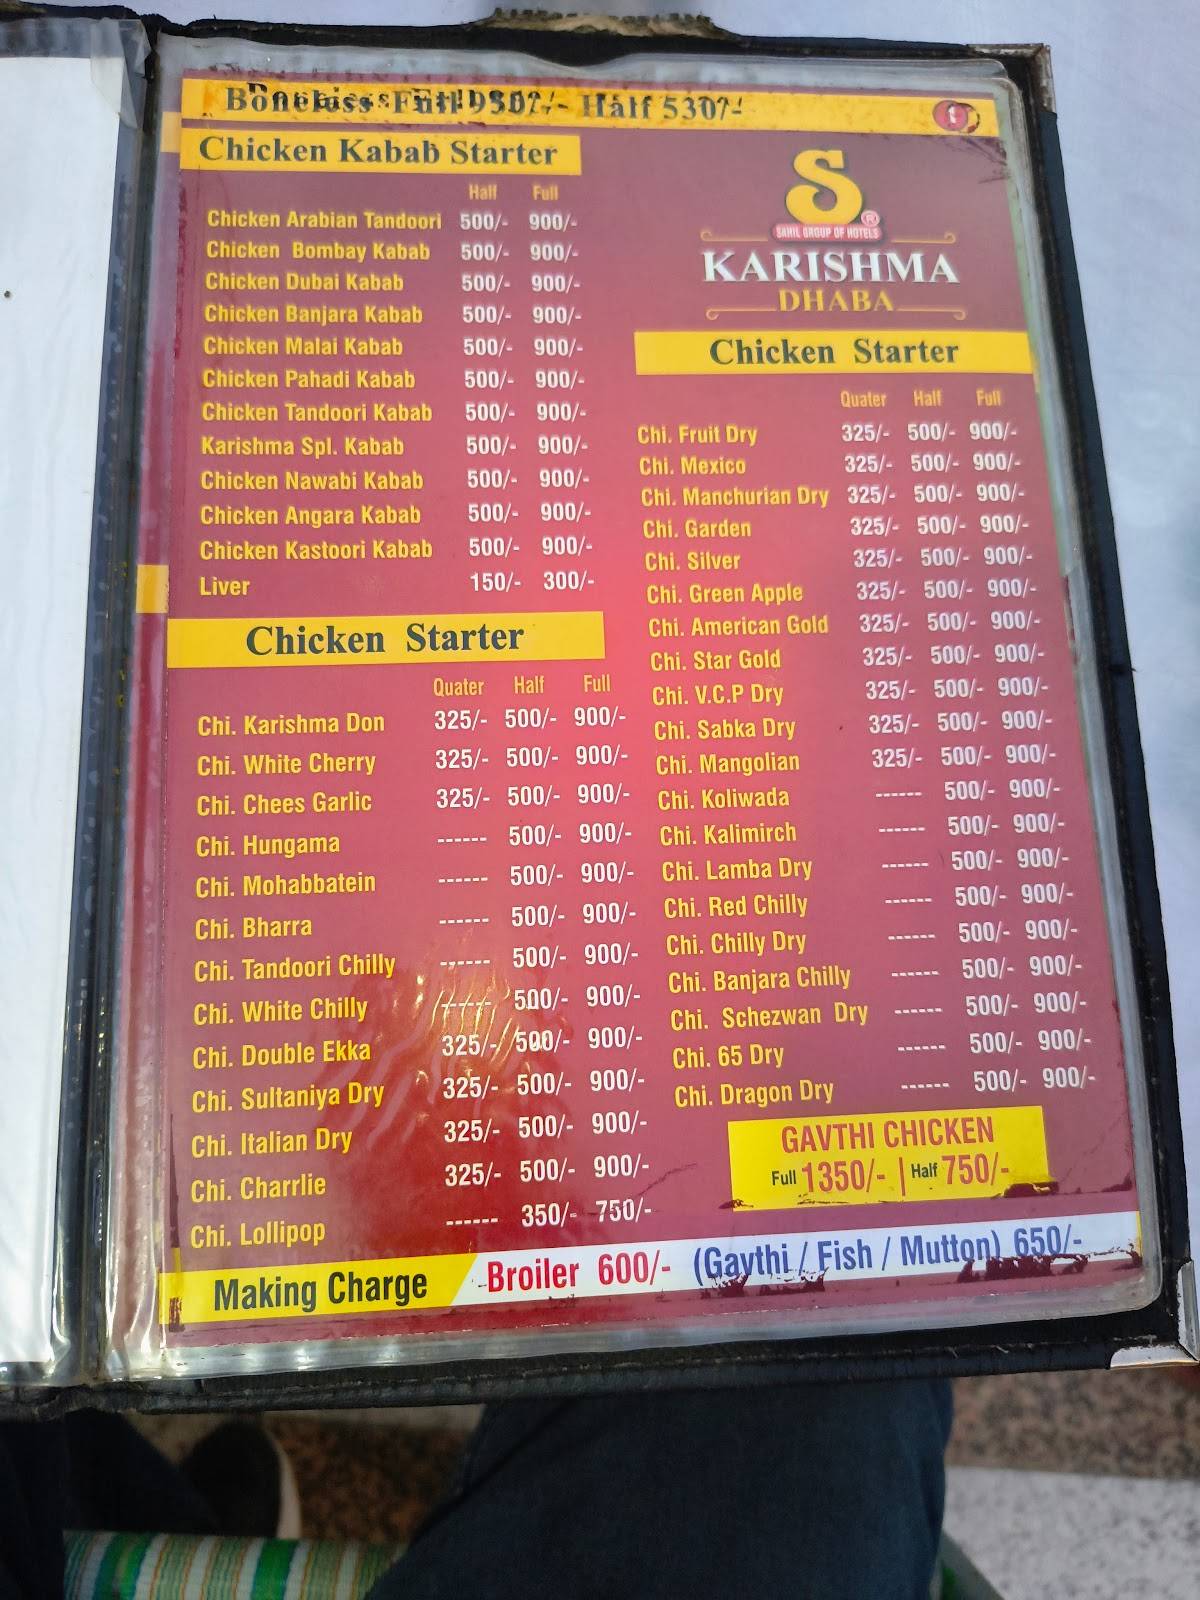 Boneless Full 950/- Half 530/-
Chicken Kabab Starter
Half Full
Chicken Arabian Tandoori 500/- 900/-
Chicken Bombay Kabab 500/- 900/-
Chicken Dubai Kabab 500/- 900/-
Chicken Banjara Kabab 500/- 900/-
Chicken Malai Kabab 500/- 900/-
Chicken Pahadi Kabab 500/- 900/-
Chicken Tandoori Kabab 500/- 900/-
Karishma Spl. Kabab 500/- 900/-
Chicken Nawabi Kabab 500/- 900/-
Chicken Angara Kabab 500/- 900/-
Chicken Kastoori Kabab 500/- 900/-
Liver 150/- 300/-
Chicken Starter
Quater Half Full
Chi. Karishma Don 325/- 500/- 900/-
Chi. White Cherry 325/- 500/- 900/-
Chi. Chees Garlic 325/- 500/- 900/-
Chi. Hungama ------ 500/- 900/-
Chi. Mohabbatein ------ 500/- 900/-
Chi. Bharra ------ 500/- 900/-
Chi. Tandoori Chilly ------ 500/- 900/-
Chi. White Chilly ------ 500/- 900/-
Chi. Double Ekka 325/- 500/- 900/-
Chi. Sultaniya Dry 325/- 500/- 900/-
Chi. Italian Dry 325/- 500/- 900/-
Chi. Charrlie 325/- 500/- 900/-
Chi. Lollipop ------ 350/- 750/-
1
S
®
SAHIL GROUP OF HOTELS
KARISHMA
DHABA
Chicken Starter
Quater Half Full
Chi. Fruit Dry 325/- 500/- 900/-
Chi. Mexico 325/- 500/- 900/-
Chi. Manchurian Dry 325/- 500/- 900/-
Chi. Garden 325/- 500/- 900/-
Chi. Silver 325/- 500/- 900/-
Chi. Green Apple 325/- 500/- 900/-
Chi. American Gold 325/- 500/- 900/-
Chi. Star Gold 325/- 500/- 900/-
Chi. V.C.P Dry 325/- 500/- 900/-
Chi. Sabka Dry 325/- 500/- 900/-
Chi. Mangolian 325/- 500/- 900/-
Chi. Koliwada ------ 500/- 900/-
Chi. Kalimirch ------ 500/- 900/-
Chi. Lamba Dry ------ 500/- 900/-
Chi. Red Chilly ------ 500/- 900/-
Chi. Chilly Dry ------ 500/- 900/-
Chi. Banjara Chilly ------ 500/- 900/-
Chi. Schezwan Dry ------ 500/- 900/-
Chi. 65 Dry ------ 500/- 900/-
Chi. Dragon Dry ------ 500/- 900/-
GAVTHI CHICKEN
Full 1350/- | Half 750/-
Making Charge Broiler 600/- (Gavthi / Fish / Mutton) 650/-